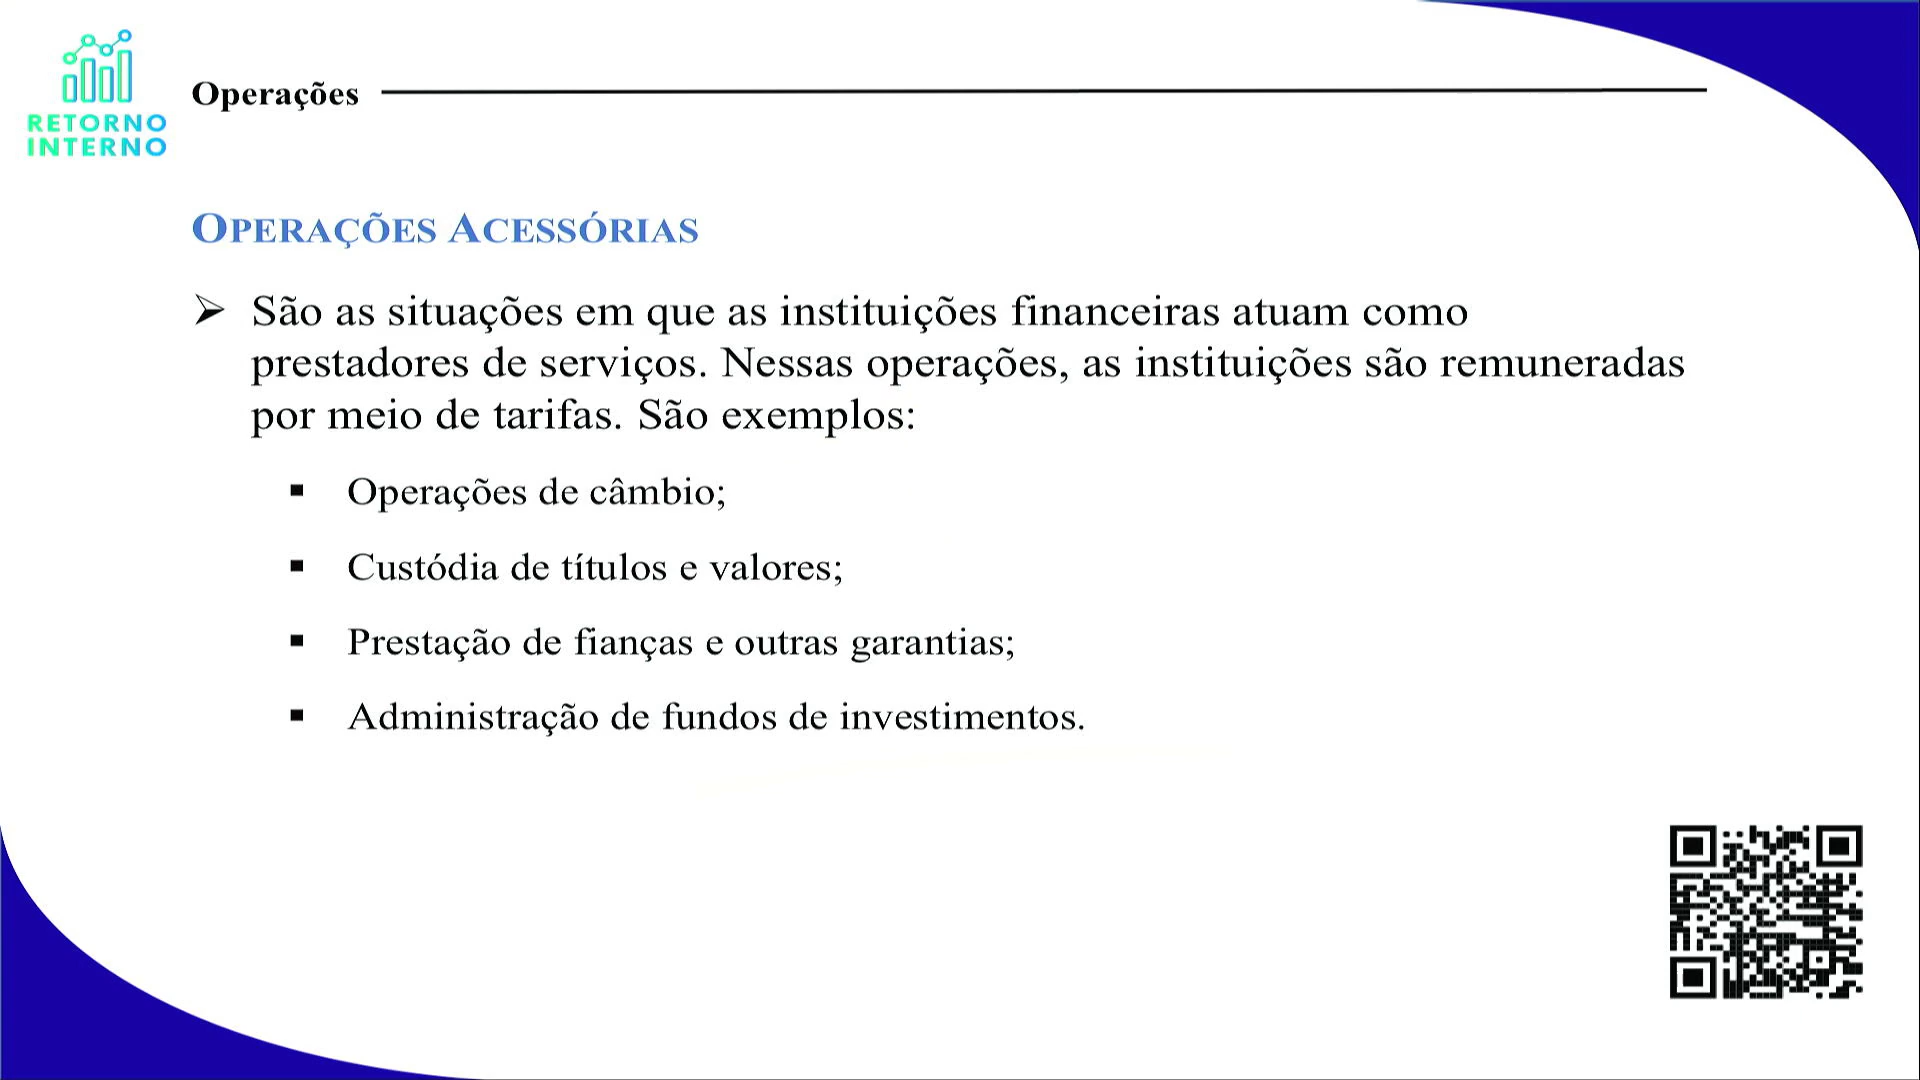 RETORNO
INTERNO
Operações
OPERAÇÕES ACESSÓRIAS
➢ São as situações em que as instituições financeiras atuam como
prestadores de serviços. Nessas operações, as instituições são remuneradas
por meio de tarifas. São exemplos:
▪ Operações de câmbio;
▪ Custódia de títulos e valores;
▪ Prestação de fianças e outras garantias;
▪ Administração de fundos de investimentos.